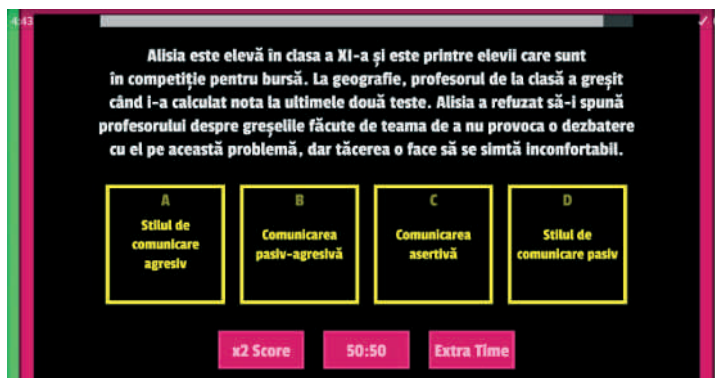 4:43
Alisia este elevă în clasa a XI-a și este printre elevii care sunt
în competiție pentru bursă. La geografie, profesorul de la clasă a greșit
când i-a calculat nota la ultimele două teste. Alisia a refuzat să-i spună
profesorului despre greșelile făcute de teama de a nu provoca o dezbatere
cu el pe această problemă, dar tăcerea o face să se simtă inconfortabil.
A
Stilul de
comunicare
agresiv
B
Comunicarea
pasiv-agresivă
C
Comunicarea
asertivă
D
Stilul de
comunicare pasiv
x2 Score
50:50
Extra Time